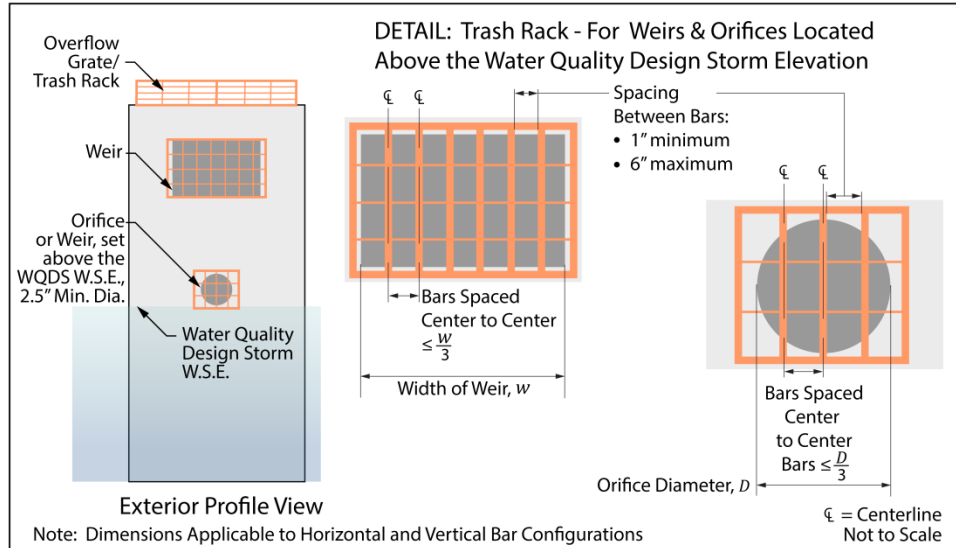 DETAIL: Trash Rack - For Weirs & Orifices Located
Above the Water Quality Design Storm Elevation
Overflow
Grate/
Trash Rack
Weir
Orifice
or Weir, set
above the
WQDS W.S.E.,
2.5” Min. Dia.
Water Quality
Design Storm
W.S.E.
Exterior Profile View
℄ ℄
Bars Spaced
Center to Center
≤ w/3
Width of Weir, w
Spacing
Between Bars:
• 1” minimum
• 6” maximum
℄ ℄
Bars Spaced
Center
to Center
Bars ≤ D/3
Orifice Diameter, D
Note: Dimensions Applicable to Horizontal and Vertical Bar Configurations
℄ = Centerline
Not to Scale